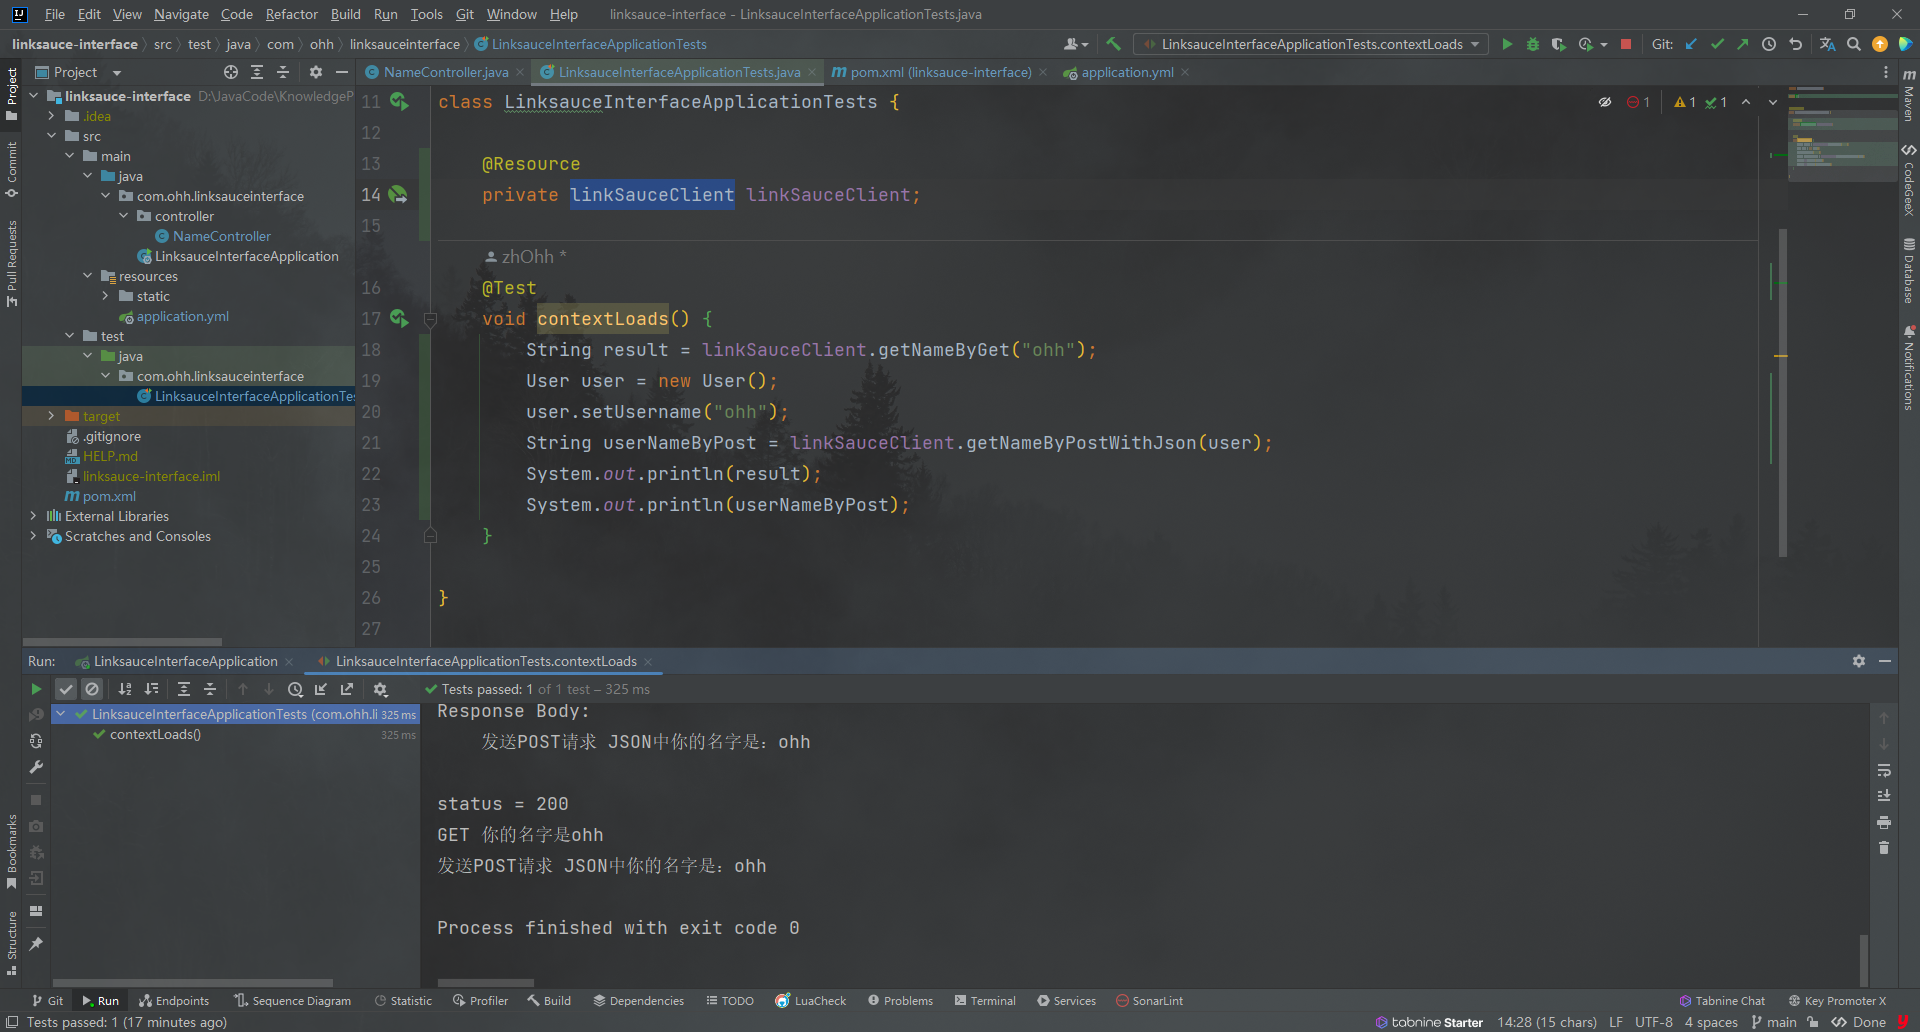 File Edit View Navigate Code Refactor Build Run Tools Git Window Help linksauce-interface - LinksauceInterfaceApplicationTests.java
linksauce-interface src test java com ohh linksauceinterface LinksauceInterfaceApplicationTests
LinksauceInterfaceApplicationTests.contextLoads
Git:
Project
NameController.java
LinksauceInterfaceApplicationTests.java
pom.xml (linksauce-interface)
application.yml
Project
Commit
Pull Requests
Bookmarks
Structure
linksauce-interface D:\JavaCode\KnowledgeP
.idea
src
main
java
com.ohh.linksauceinterface
controller
NameController
LinksauceInterfaceApplication
resources
static
application.yml
test
java
com.ohh.linksauceinterface
LinksauceInterfaceApplicationTes
target
.gitignore
HELP.md
linksauce-interface.iml
pom.xml
External Libraries
Scratches and Consoles
11 class LinksauceInterfaceApplicationTests {
1 1 1
12
13 @Resource
14 private linkSauceClient linkSauceClient;
15
zhOhh *
16 @Test
17 void contextLoads() {
18 String result = linkSauceClient.getNameByGet("ohh");
19 User user = new User();
20 user.setUsername("ohh");
21 String userNameByPost = linkSauceClient.getNameByPostWithJson(user);
22 System.out.println(result);
23 System.out.println(userNameByPost);
24 }
25
26 }
27
Maven
CodeGeeX
Database
Notifications
Run: LinksauceInterfaceApplication LinksauceInterfaceApplicationTests.contextLoads
Tests passed: 1 of 1 test – 325 ms
LinksauceInterfaceApplicationTests (com.ohh.li 325 ms
contextLoads() 325 ms
Response Body:
发送POST请求 JSON中你的名字是：ohh
status = 200
GET 你的名字是ohh
发送POST请求 JSON中你的名字是：ohh
Process finished with exit code 0
Git Run Endpoints Sequence Diagram Statistic Profiler Build Dependencies TODO LuaCheck Problems Terminal Services SonarLint Tabnine Chat Key Promoter X
Tests passed: 1 (17 minutes ago)
tabnine Starter 14:28 (15 chars) LF UTF-8 4 spaces main Done